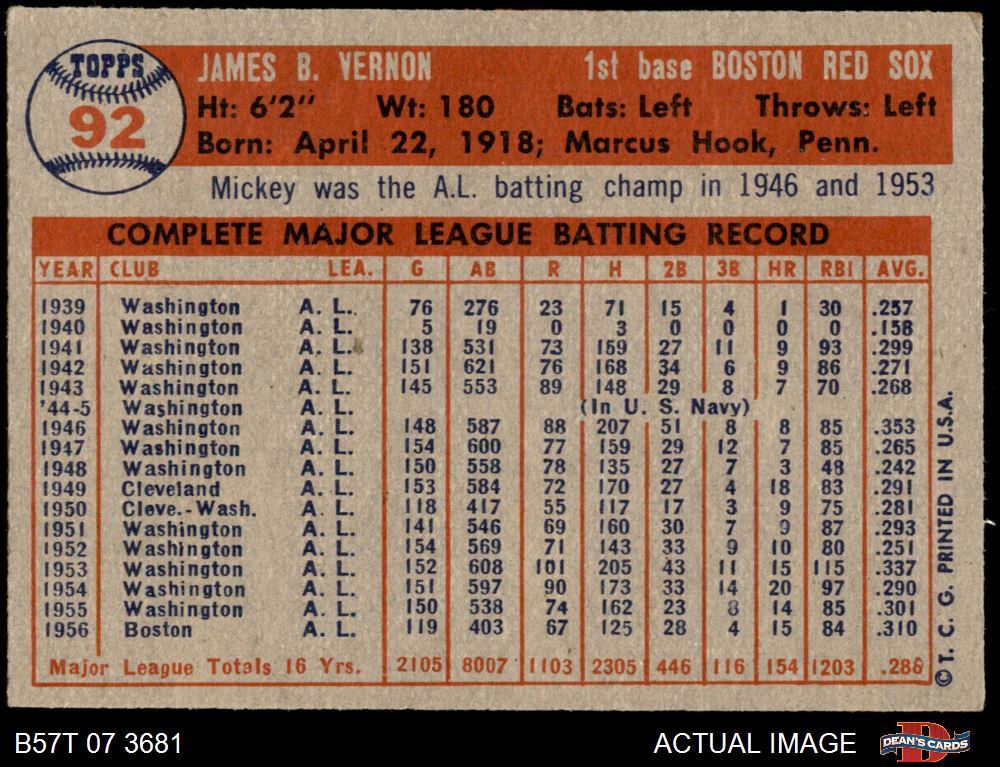 TOPPS
92
JAMES B. VERNON 1st base BOSTON RED SOX
Ht: 6'2" Wt: 180 Bats: Left Throws: Left
Born: April 22, 1918; Marcus Hook, Penn.
Mickey was the A.L. batting champ in 1946 and 1953
COMPLETE MAJOR LEAGUE BATTING RECORD
YEAR CLUB LEA. G AB R H 2B 3B HR RBI AVG.
1939 Washington A. L. 76 276 23 71 15 4 1 30 .257
1940 Washington A. L. 5 19 0 3 0 0 0 0 .158
1941 Washington A. L. 138 531 73 159 27 11 9 93 .299
1942 Washington A. L. 151 621 76 168 34 6 9 86 .271
1943 Washington A. L. 145 553 89 148 29 8 7 70 .268
'44-5 Washington A. L. (In U. S. Navy)
1946 Washington A. L. 148 587 88 207 51 8 8 85 .353
1947 Washington A. L. 154 600 77 159 29 12 7 85 .265
1948 Washington A. L. 150 558 78 135 27 7 3 48 .242
1949 Cleveland A. L. 153 584 72 170 27 4 18 83 .291
1950 Cleve.-Wash. A. L. 118 417 55 117 17 3 9 75 .281
1951 Washington A. L. 141 546 69 160 30 7 9 87 .293
1952 Washington A. L. 154 569 71 143 33 9 10 80 .251
1953 Washington A. L. 152 608 101 205 43 11 15 115 .337
1954 Washington A. L. 151 597 90 173 33 14 20 97 .290
1955 Washington A. L. 150 538 74 162 23 8 14 85 .301
1956 Boston A. L. 119 403 67 125 28 4 15 84 .310
Major League Totals 16 Yrs. 2105 8007 1103 2305 446 116 154 1203 .288
© T. C. G. PRINTED IN U.S.A.
B57T 07 3681 ACTUAL IMAGE DEAN'S CARDS